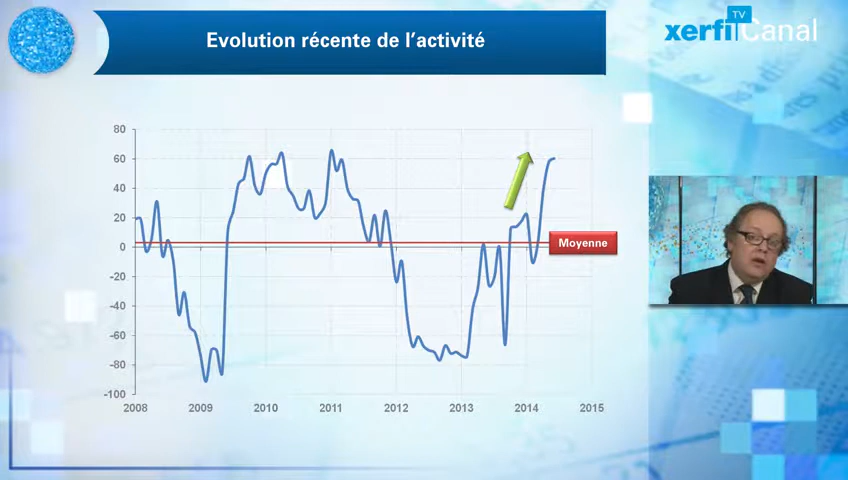 Evolution récente de l'activité
xerfi TV Canal
80
60
40
20
0
-20
-40
-60
-80
-100
Moyenne
2008 2009 2010 2011 2012 2013 2014 2015